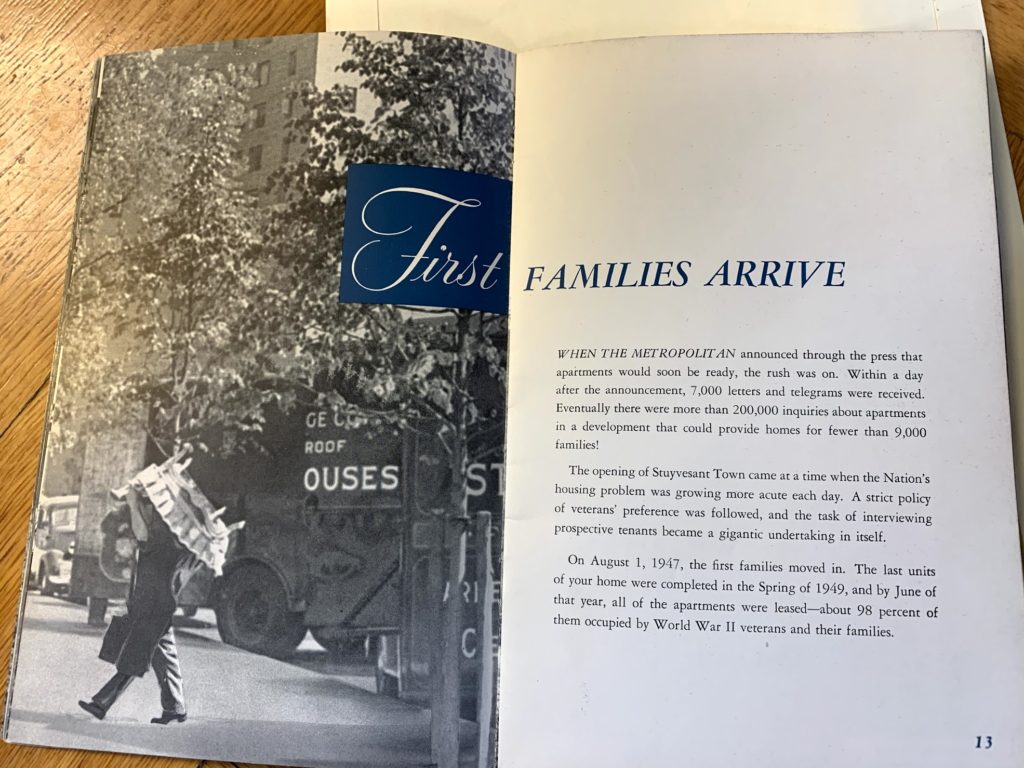 GE CO
ROOF
OUSES
ST
First FAMILIES ARRIVE
WHEN THE METROPOLITAN announced through the press that
apartments would soon be ready, the rush was on. Within a day
after the announcement, 7,000 letters and telegrams were received.
Eventually there were more than 200,000 inquiries about apartments
in a development that could provide homes for fewer than 9,000
families!
The opening of Stuyvesant Town came at a time when the Nation's
housing problem was growing more acute each day. A strict policy
of veterans' preference was followed, and the task of interviewing
prospective tenants became a gigantic undertaking in itself.
On August 1, 1947, the first families moved in. The last units
of your home were completed in the Spring of 1949, and by June of
that year, all of the apartments were leased—about 98 percent of
them occupied by World War II veterans and their families.
13